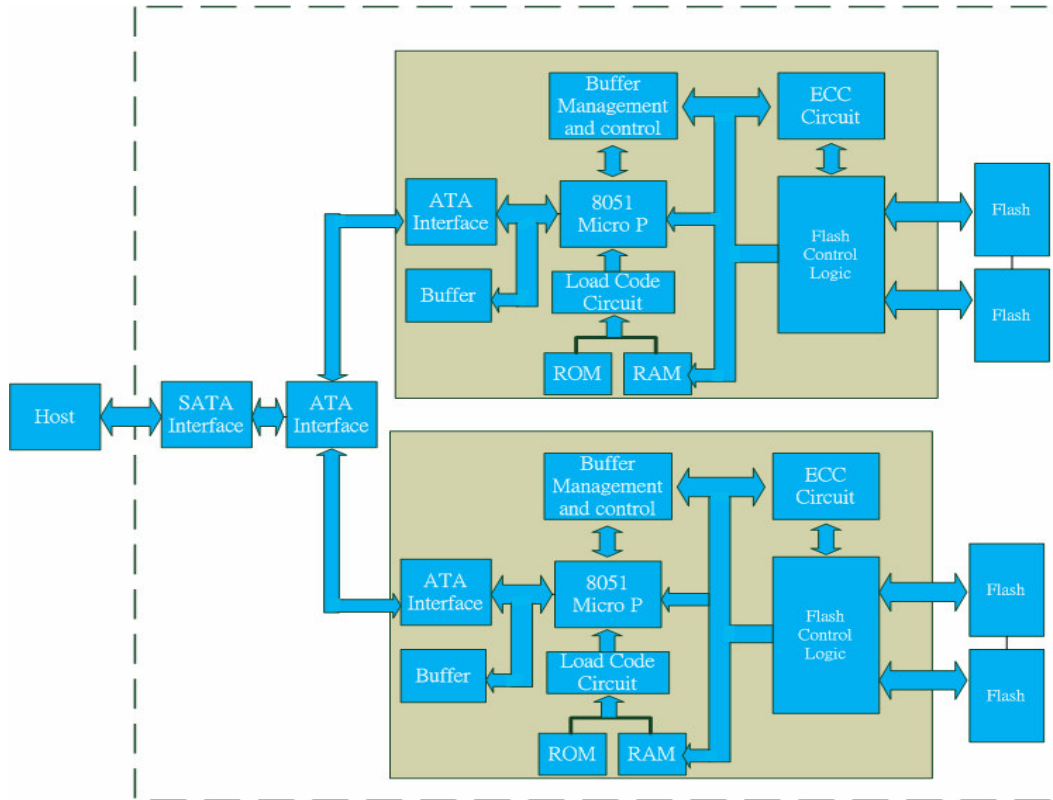 Buffer
Management
and control
ECC
Circuit
ATA
Interface
8051
Micro P
Flash
Control
Logic
Flash
Buffer
Load Code
Circuit
Flash
ROM
RAM
Host
SATA
Interface
ATA
Interface
Buffer
Management
and control
ECC
Circuit
ATA
Interface
8051
Micro P
Flash
Control
Logic
Flash
Buffer
Load Code
Circuit
Flash
ROM
RAM